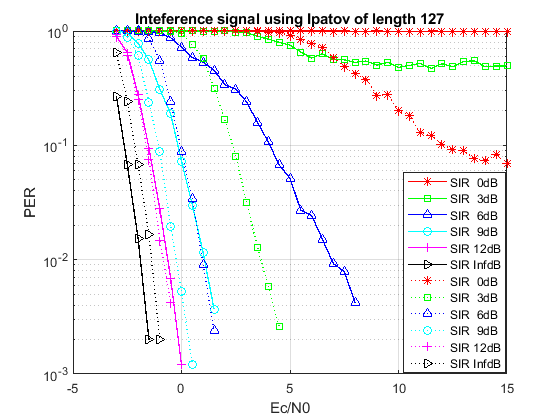 Inteference signal using Ipatov of length 127
10^0
10^-1
10^-2
10^-3
PER
-5
0
5
10
15
Ec/N0
SIR 0dB
SIR 3dB
SIR 6dB
SIR 9dB
SIR 12dB
SIR InfdB
SIR 0dB
SIR 3dB
SIR 6dB
SIR 9dB
SIR 12dB
SIR InfdB